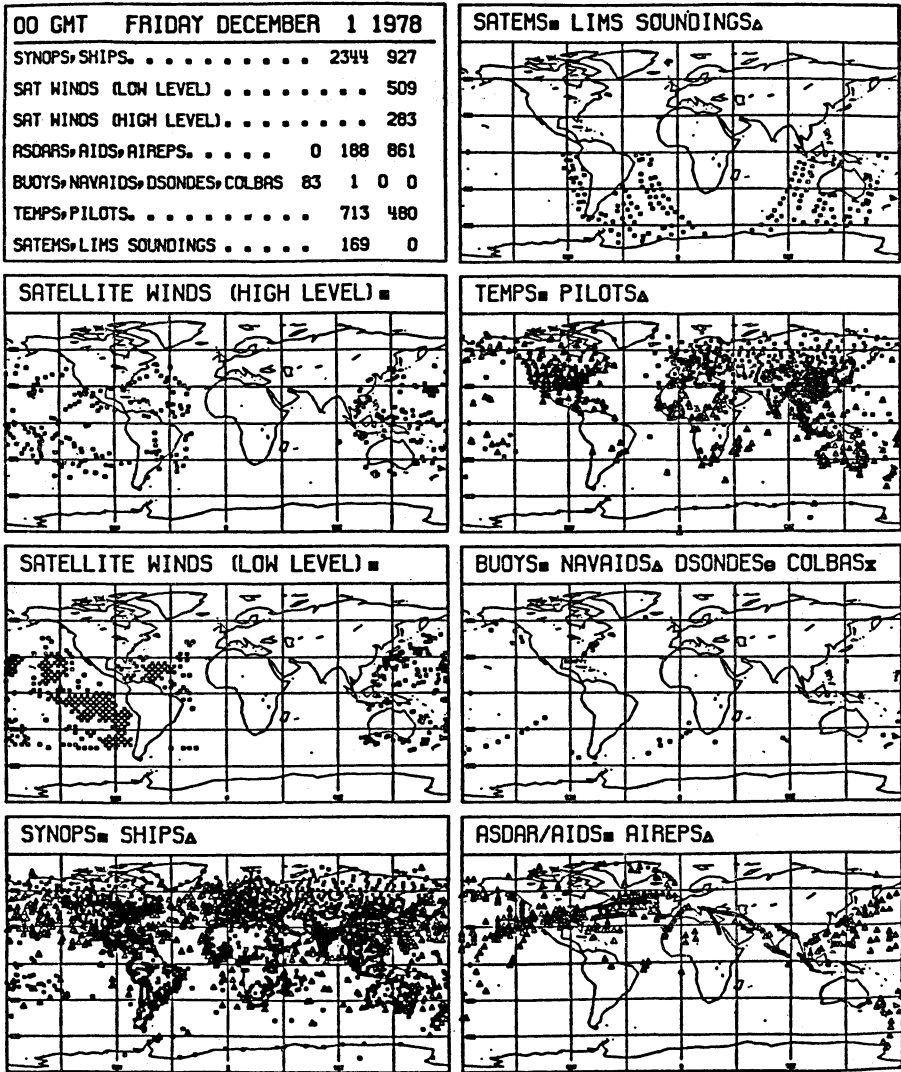 00 GMT FRIDAY DECEMBER 1 1978
SYNOPS,SHIPS. . . . . . . . . . 2344 927
SAT WINDS (LOW LEVEL) . . . . . . . . 509
SAT WINDS (HIGH LEVEL). . . . . . . . 283
ASDARS,AIDS,AIREPS. . . . . 0 188 861
BUOYS,NAVAIDS,DSONDES,COLBAS 83 1 0 0
TEMPS,PILOTS. . . . . . . . . . 713 480
SATEMS,LIMS SOUNDINGS . . . . . 169 0
SATEMS■ LIMS SOUNDINGS△
SATELLITE WINDS (HIGH LEVEL)■
TEMPS■ PILOTS△
SATELLITE WINDS (LOW LEVEL)■
BUOYS■ NAVAIDS△ DSONDES⊖ COLBAS⧖
SYNOPS■ SHIPS△
ASDAR/AIDS■ AIREPS△